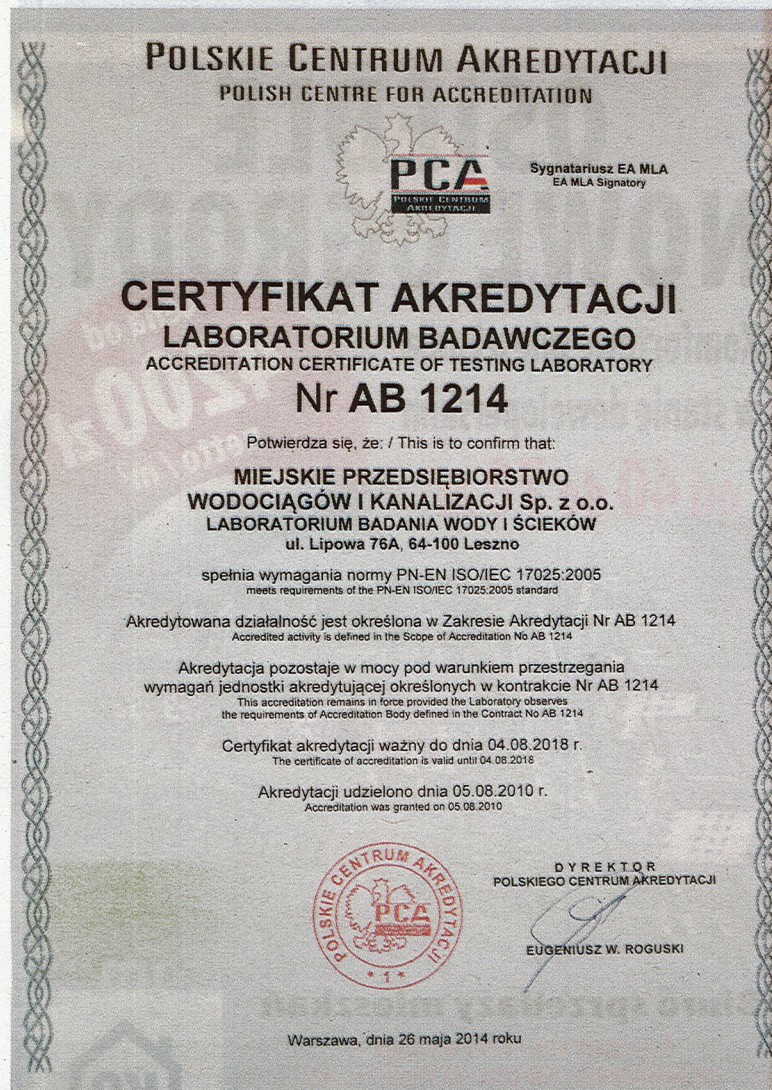 POLSKIE CENTRUM AKREDYTACJI
POLISH CENTRE FOR ACCREDITATION
PCA
POLSKIE CENTRUM
AKREDYTACJI
Sygnatariusz EA MLA
EA MLA Signatory
CERTYFIKAT AKREDYTACJI
LABORATORIUM BADAWCZEGO
ACCREDITATION CERTIFICATE OF TESTING LABORATORY
Nr AB 1214
Potwierdza się, że: / This is to confirm that:
MIEJSKIE PRZEDSIĘBIORSTWO
WODOCIĄGÓW I KANALIZACJI Sp. z o.o.
LABORATORIUM BADANIA WODY I ŚCIEKÓW
ul. Lipowa 76A, 64-100 Leszno
spełnia wymagania normy PN-EN ISO/IEC 17025:2005
meets requirements of the PN-EN ISO/IEC 17025:2005 standard
Akredytowana działalność jest określona w Zakresie Akredytacji Nr AB 1214
Accredited activity is defined in the Scope of Accreditation No AB 1214
Akredytacja pozostaje w mocy pod warunkiem przestrzegania
wymagań jednostki akredytującej określonych w kontrakcie Nr AB 1214
This accreditation remains in force provided the Laboratory observes
the requirements of Accreditation Body defined in the Contract No AB 1214
Certyfikat akredytacji ważny do dnia 04.08.2018 r.
The certificate of accreditation is valid until 04.08.2018
Akredytacji udzielono dnia 05.08.2010 r.
Accreditation was granted on 05.08.2010
POLSKIE CENTRUM AKREDYTACJI
PCA
* 1 *
DYREKTOR
POLSKIEGO CENTRUM AKREDYTACJI
EUGENIUSZ W. ROGUSKI
Biuro sprzedaży mieszkań
Warszawa, dnia 26 maja 2014 roku